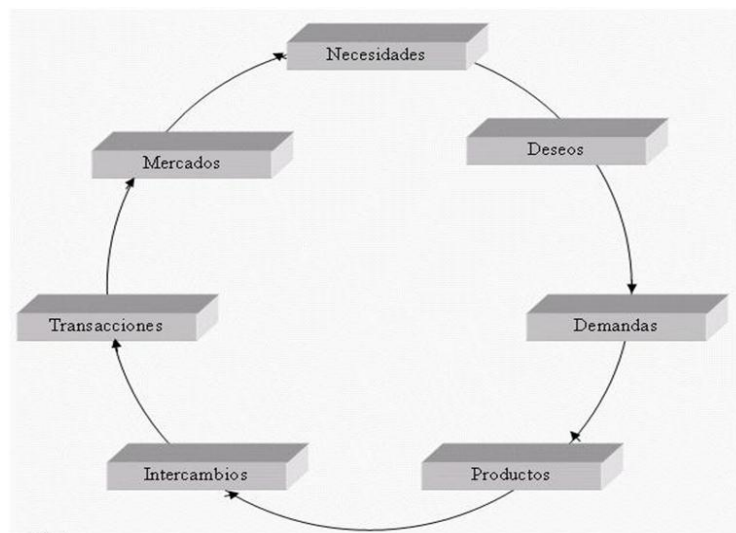 Necesidades
Deseos
Demandas
Productos
Intercambios
Transacciones
Mercados